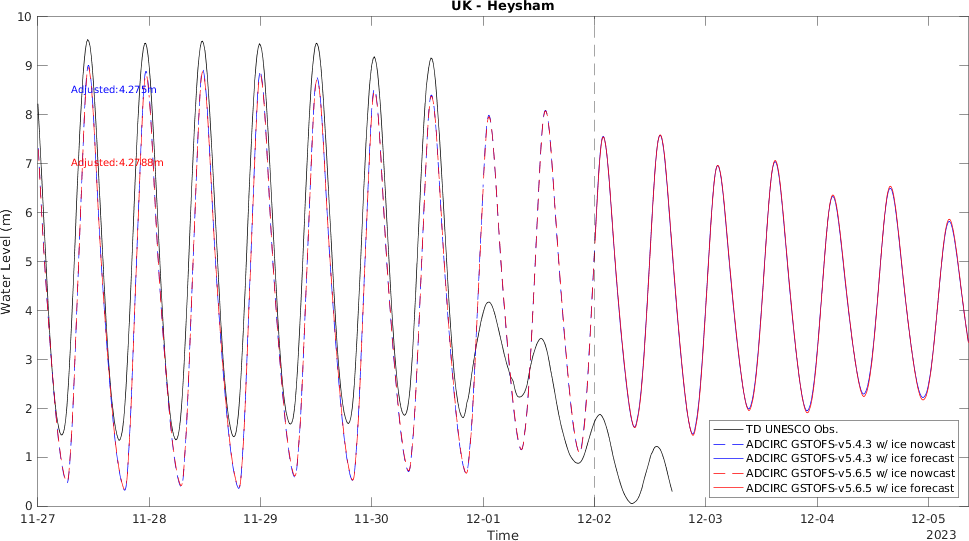 UK - Heysham
10
9
8
7
6
5
4
3
2
1
0
Water Level (m)
Adjusted:4.275m
Adjusted:4.2788m
TD UNESCO Obs.
ADCIRC GSTOFS-v5.4.3 w/ ice nowcast
ADCIRC GSTOFS-v5.4.3 w/ ice forecast
ADCIRC GSTOFS-v5.6.5 w/ ice nowcast
ADCIRC GSTOFS-v5.6.5 w/ ice forecast
11-27 11-28 11-29 11-30 12-01 12-02 12-03 12-04 12-05
Time
2023